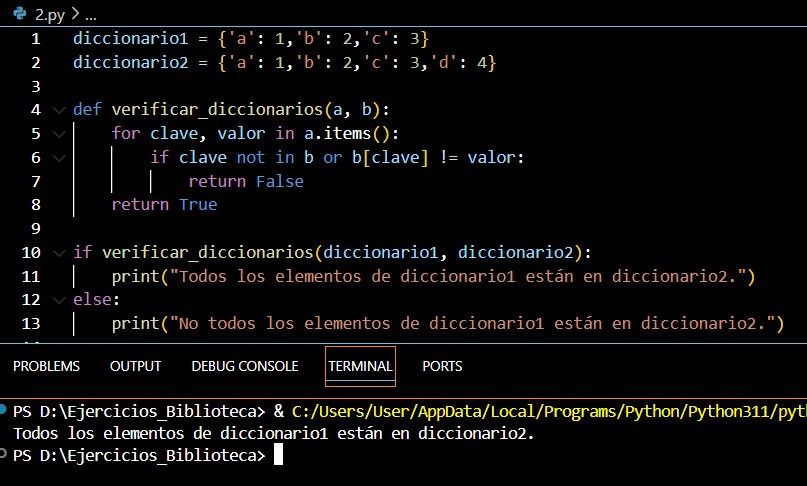 2.py > ...
1 diccionario1 = {'a': 1,'b': 2,'c': 3}
2 diccionario2 = {'a': 1,'b': 2,'c': 3,'d': 4}
3
4 def verificar_diccionarios(a, b):
5     for clave, valor in a.items():
6         if clave not in b or b[clave] != valor:
7             return False
8     return True
9
10 if verificar_diccionarios(diccionario1, diccionario2):
11     print("Todos los elementos de diccionario1 están en diccionario2.")
12 else:
13     print("No todos los elementos de diccionario1 están en diccionario2.")
PROBLEMS OUTPUT DEBUG CONSOLE TERMINAL PORTS
PS D:\Ejercicios_Biblioteca> & C:/Users/User/AppData/Local/Programs/Python/Python311/pyt
Todos los elementos de diccionario1 están en diccionario2.
PS D:\Ejercicios_Biblioteca>